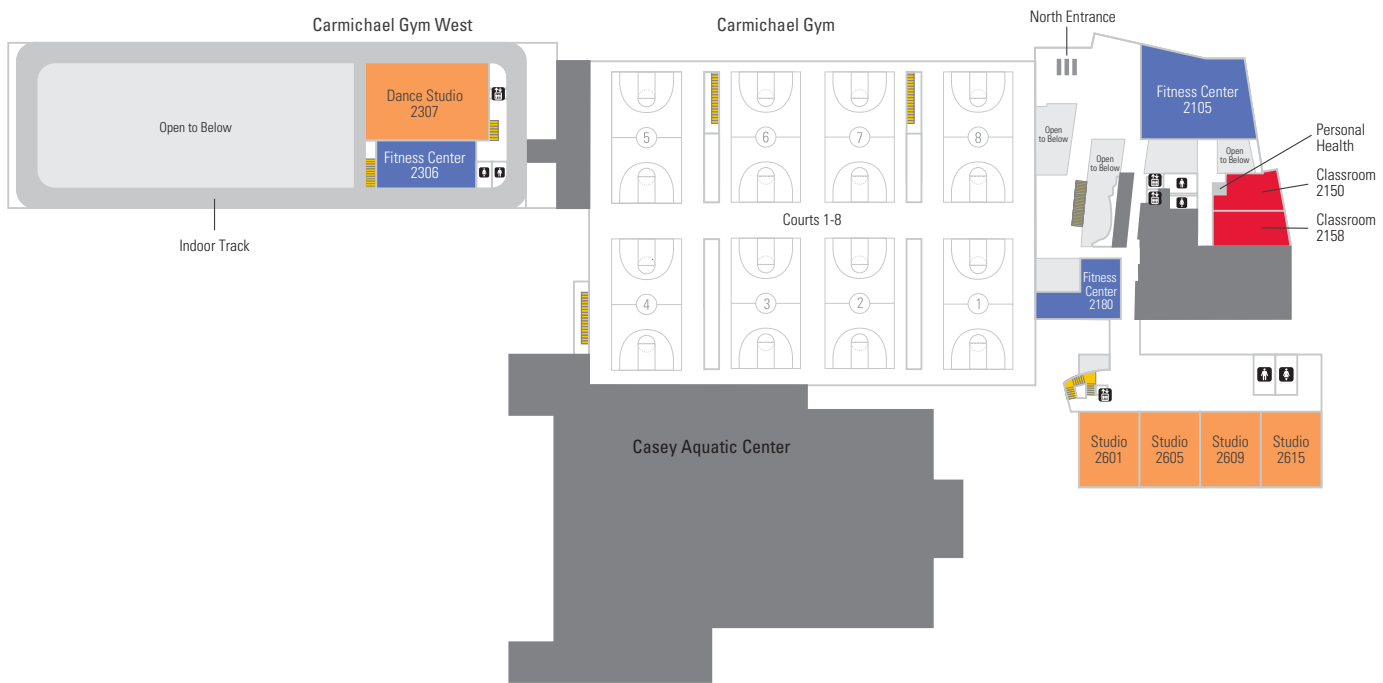 Carmichael Gym West
Carmichael Gym
North Entrance
Dance Studio
2307
Open to Below
Fitness Center
2306
Indoor Track
5
6
7
8
Courts 1-8
4
3
2
1
Fitness Center
2105
Open
to Below
Open
to Below
Open
to Below
Personal
Health
Classroom
2150
Classroom
2158
Fitness
Center
2180
Casey Aquatic Center
Studio
2601
Studio
2605
Studio
2609
Studio
2615